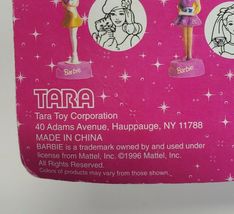 Barbie
Barbie
TARA
Tara Toy Corporation
40 Adams Avenue, Hauppauge, NY 11788
MADE IN CHINA
BARBIE is a trademark owned by and used under
license from Mattel, Inc. ©1996 Mattel, Inc.
All Rights Reserved.
Colors of products may vary from those shown.